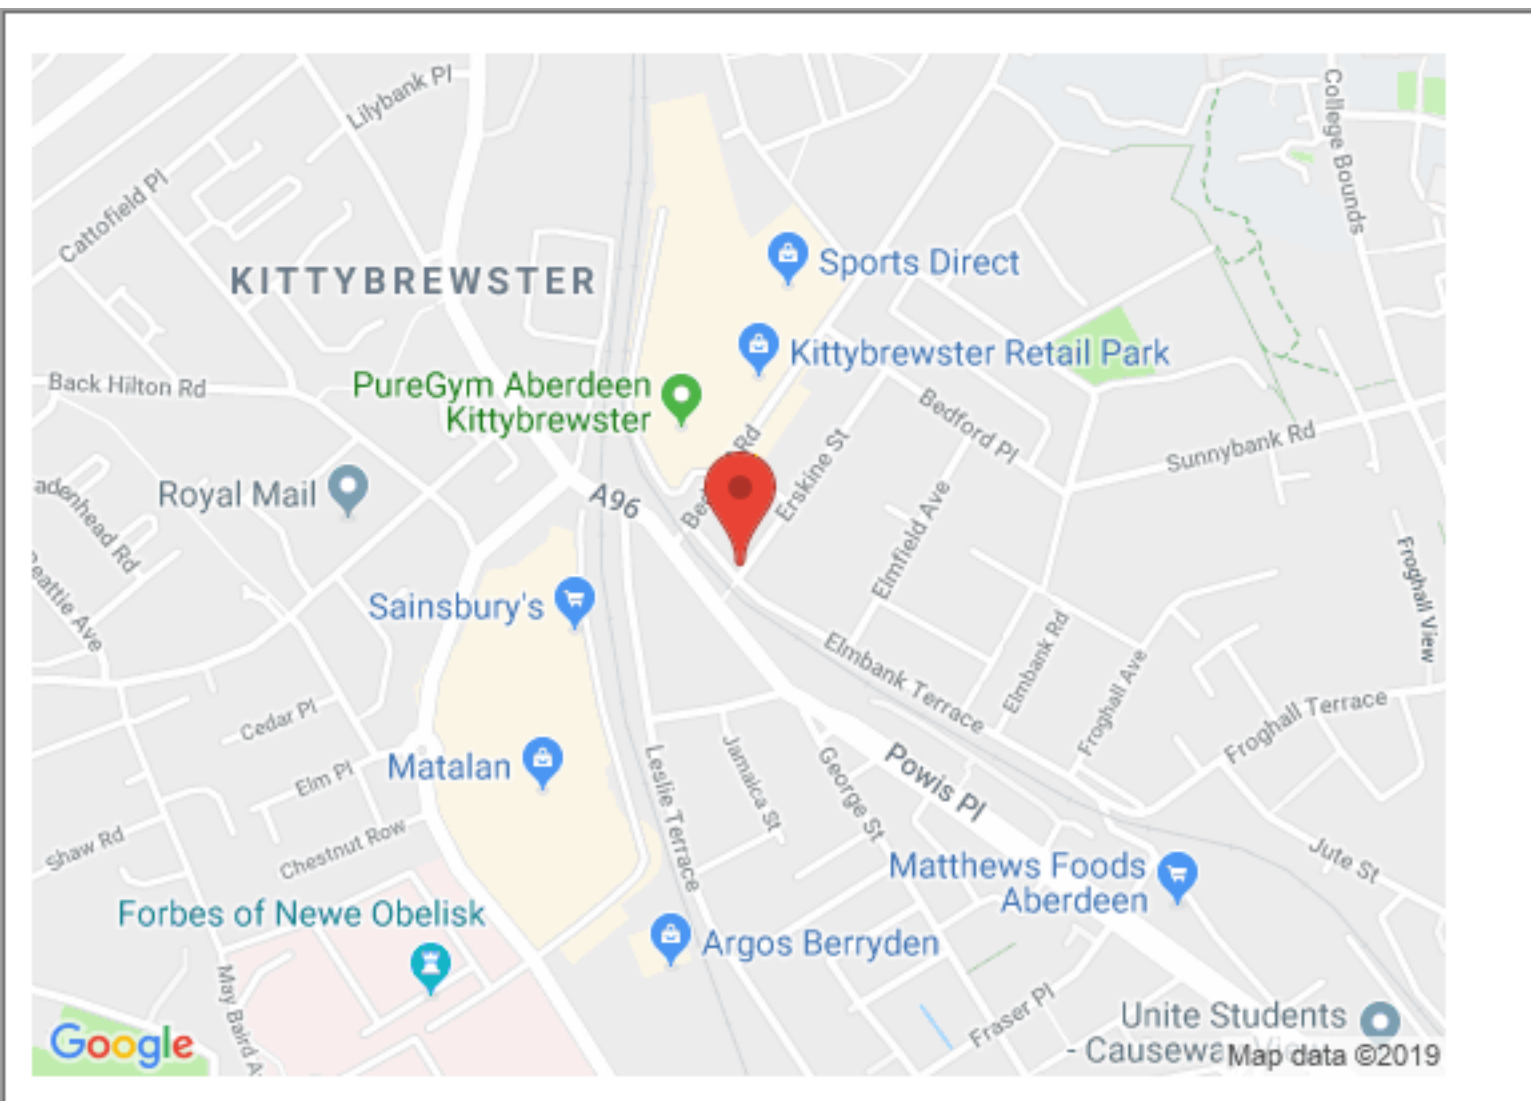 Lilybank Pl
College Bounds
Cattofield Pl
Sports Direct
KITTYBREWSTER
Kittybrewster Retail Park
Back Hilton Rd
PureGym Aberdeen
Kittybrewster
Bedford Pl
Rd
Erskine St
Sunnybank Rd
Royal Mail
A96
Elmfield Ave
Froghall View
Sainsbury's
Elmbank Terrace
Elmbank Rd
Froghall Ave
Froghall Terrace
Cedar Pl
Matalan
Elm Pl
Leslie Terrace
Jamaica St
George St
Powis Pl
Shaw Rd
Chestnut Row
Jute St
Matthews Foods
Aberdeen
Forbes of Newe Obelisk
Argos Berryden
May Baird A
Fraser Pl
Unite Students
- Causeway
Google
Map data ©2019